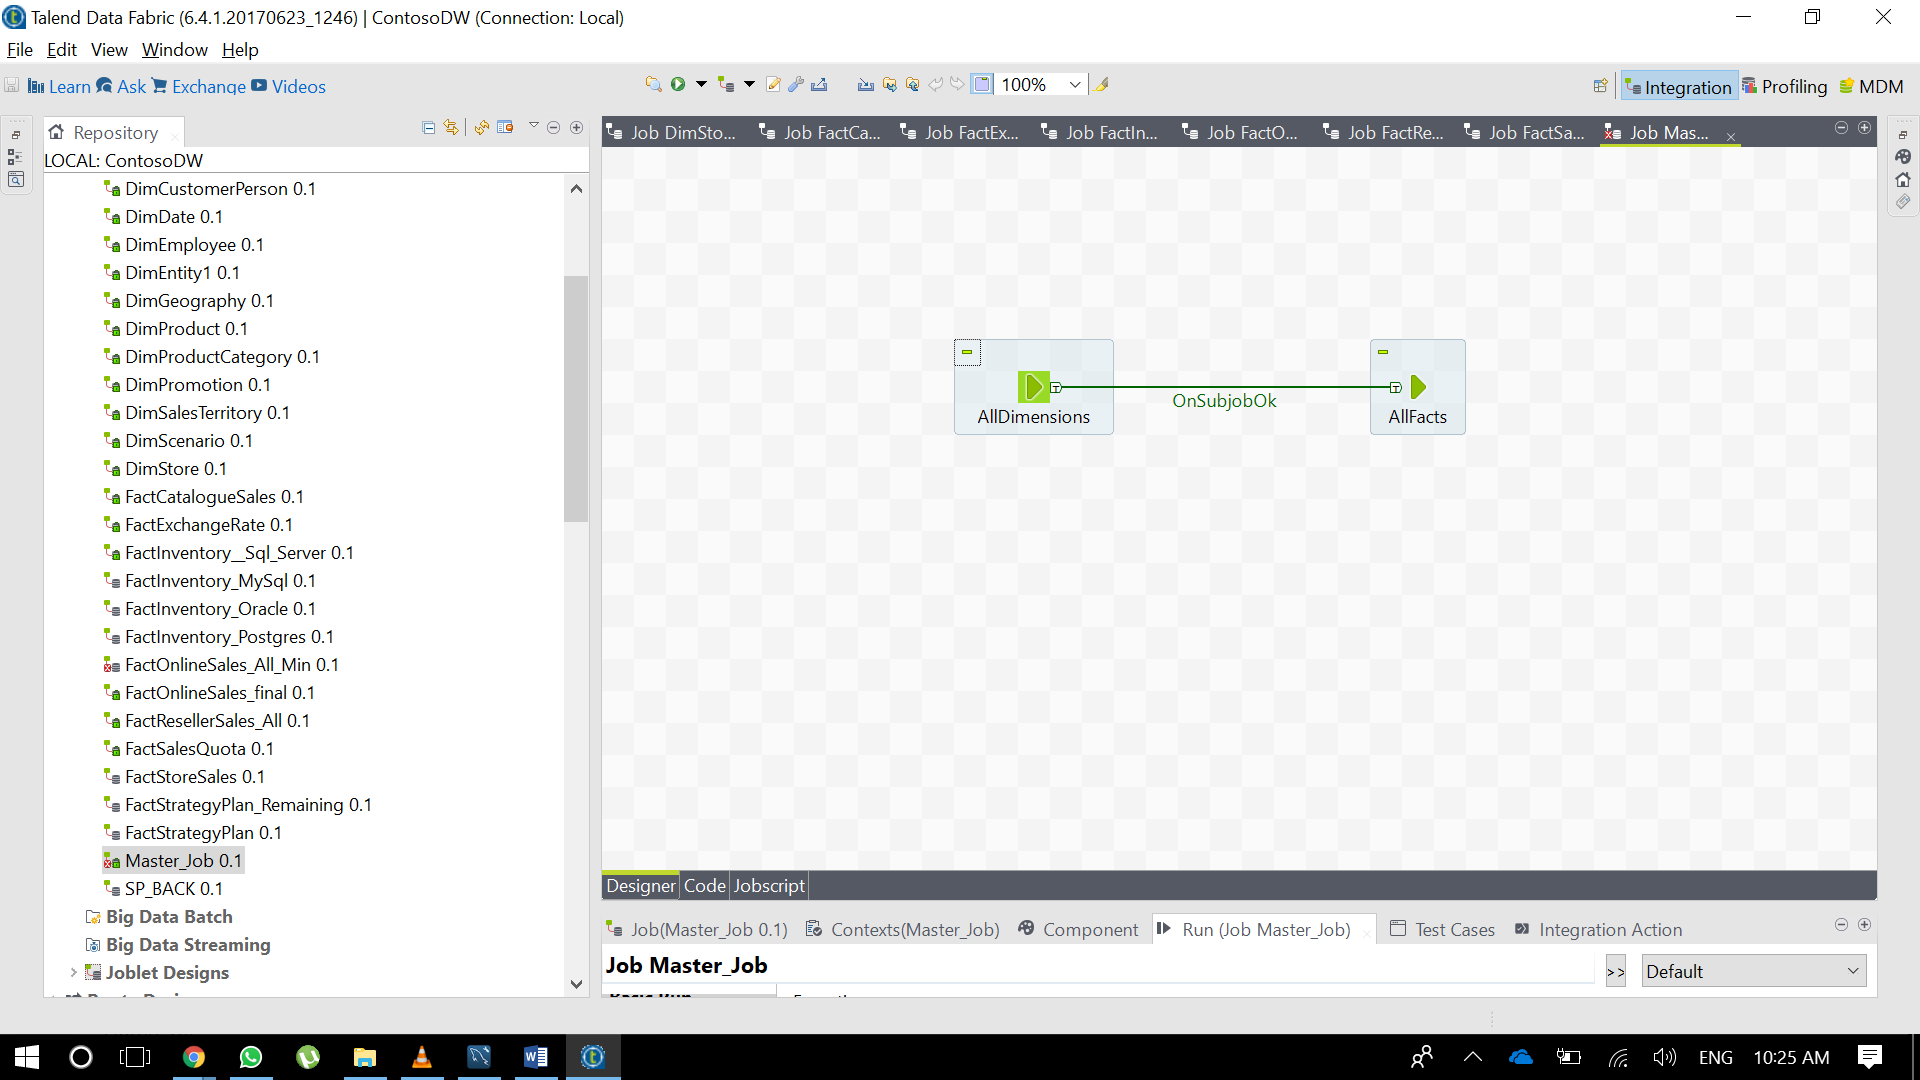 Talend Data Fabric (6.4.1.20170623_1246) | ContosoDW (Connection: Local)
File Edit View Window Help
Learn Ask Exchange Videos
100%
Integration Profiling MDM
Repository
LOCAL: ContosoDW
DimCustomerPerson 0.1
DimDate 0.1
DimEmployee 0.1
DimEntity1 0.1
DimGeography 0.1
DimProduct 0.1
DimProductCategory 0.1
DimPromotion 0.1
DimSalesTerritory 0.1
DimScenario 0.1
DimStore 0.1
FactCatalogueSales 0.1
FactExchangeRate 0.1
FactInventory__Sql_Server 0.1
FactInventory_MySql 0.1
FactInventory_Oracle 0.1
FactInventory_Postgres 0.1
FactOnlineSales_All_Min 0.1
FactOnlineSales_final 0.1
FactResellerSales_All 0.1
FactSalesQuota 0.1
FactStoreSales 0.1
FactStrategyPlan_Remaining 0.1
FactStrategyPlan 0.1
Master_Job 0.1
SP_BACK 0.1
Big Data Batch
Big Data Streaming
Joblet Designs
Job DimSto... Job FactCa... Job FactEx... Job FactIn... Job FactO... Job FactRe... Job FactSa... Job Mas...
AllDimensions
OnSubjobOk
AllFacts
Designer Code Jobscript
Job(Master_Job 0.1) Contexts(Master_Job) Component Run (Job Master_Job) Test Cases Integration Action
Job Master_Job
>> Default
ENG 10:25 AM